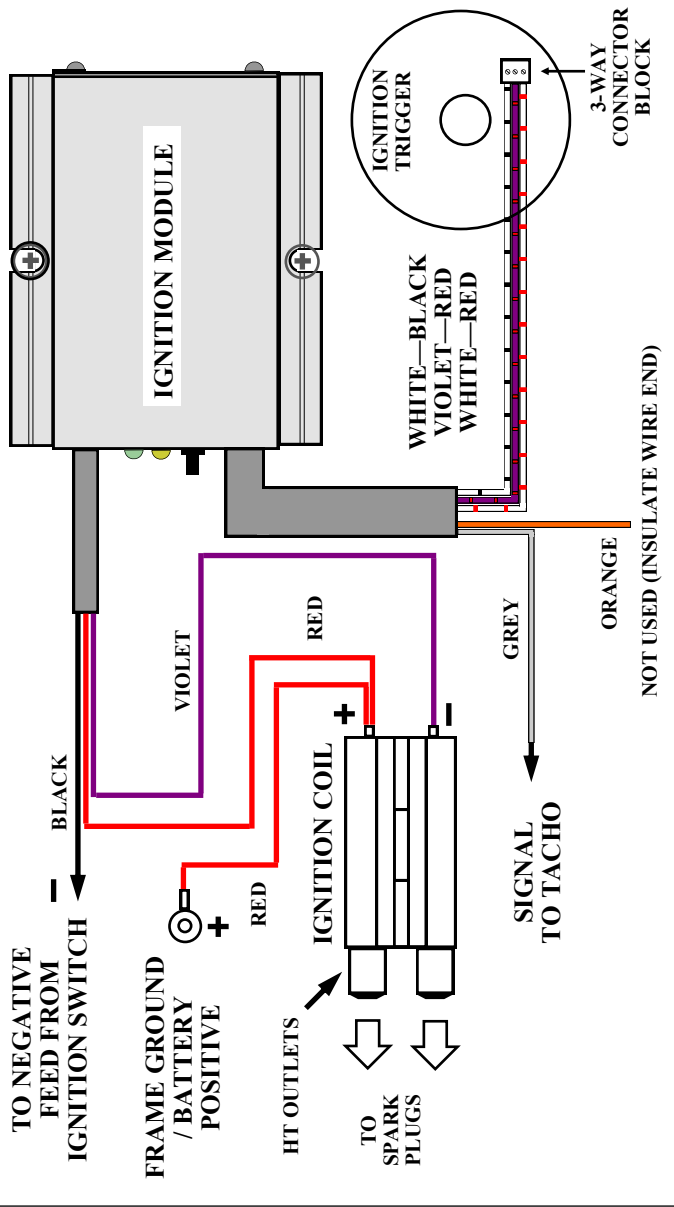 TO NEGATIVE
FEED FROM
IGNITION SWITCH
−
BLACK
FRAME GROUND
/ BATTERY
POSITIVE
+
RED
VIOLET
RED
HT OUTLETS
IGNITION COIL
+
−
TO
SPARK
PLUGS
SIGNAL
TO TACHO
GREY
ORANGE
NOT USED (INSULATE WIRE END)
IGNITION MODULE
WHITE—BLACK
VIOLET—RED
WHITE—RED
IGNITION
TRIGGER
3-WAY
CONNECTOR
BLOCK